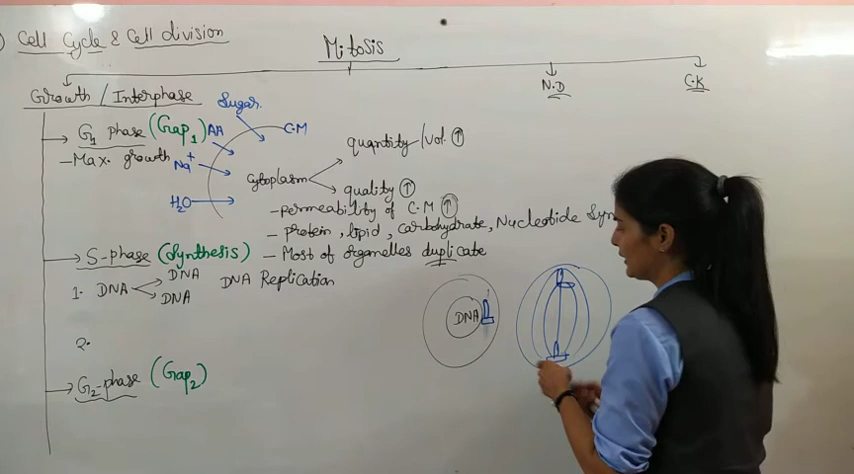 Cell Cycle & Cell division
Mitosis
Growth / Interphase
N.D
C.K
G1 phase (Gap1)
- Max. growth
Sugar
AA
C.M
Na+
H2O
Cytoplasm
quantity/Vol. ↑
quality ↑
- permeability of C.M ↑
- protein, lipid, carbohydrate, Nucleotide Syn
- Most of organelles duplicate
S-phase (Synthesis)
1. DNA
DNA
DNA
DNA Replication
2.
G2-phase (Gap2)
DNA